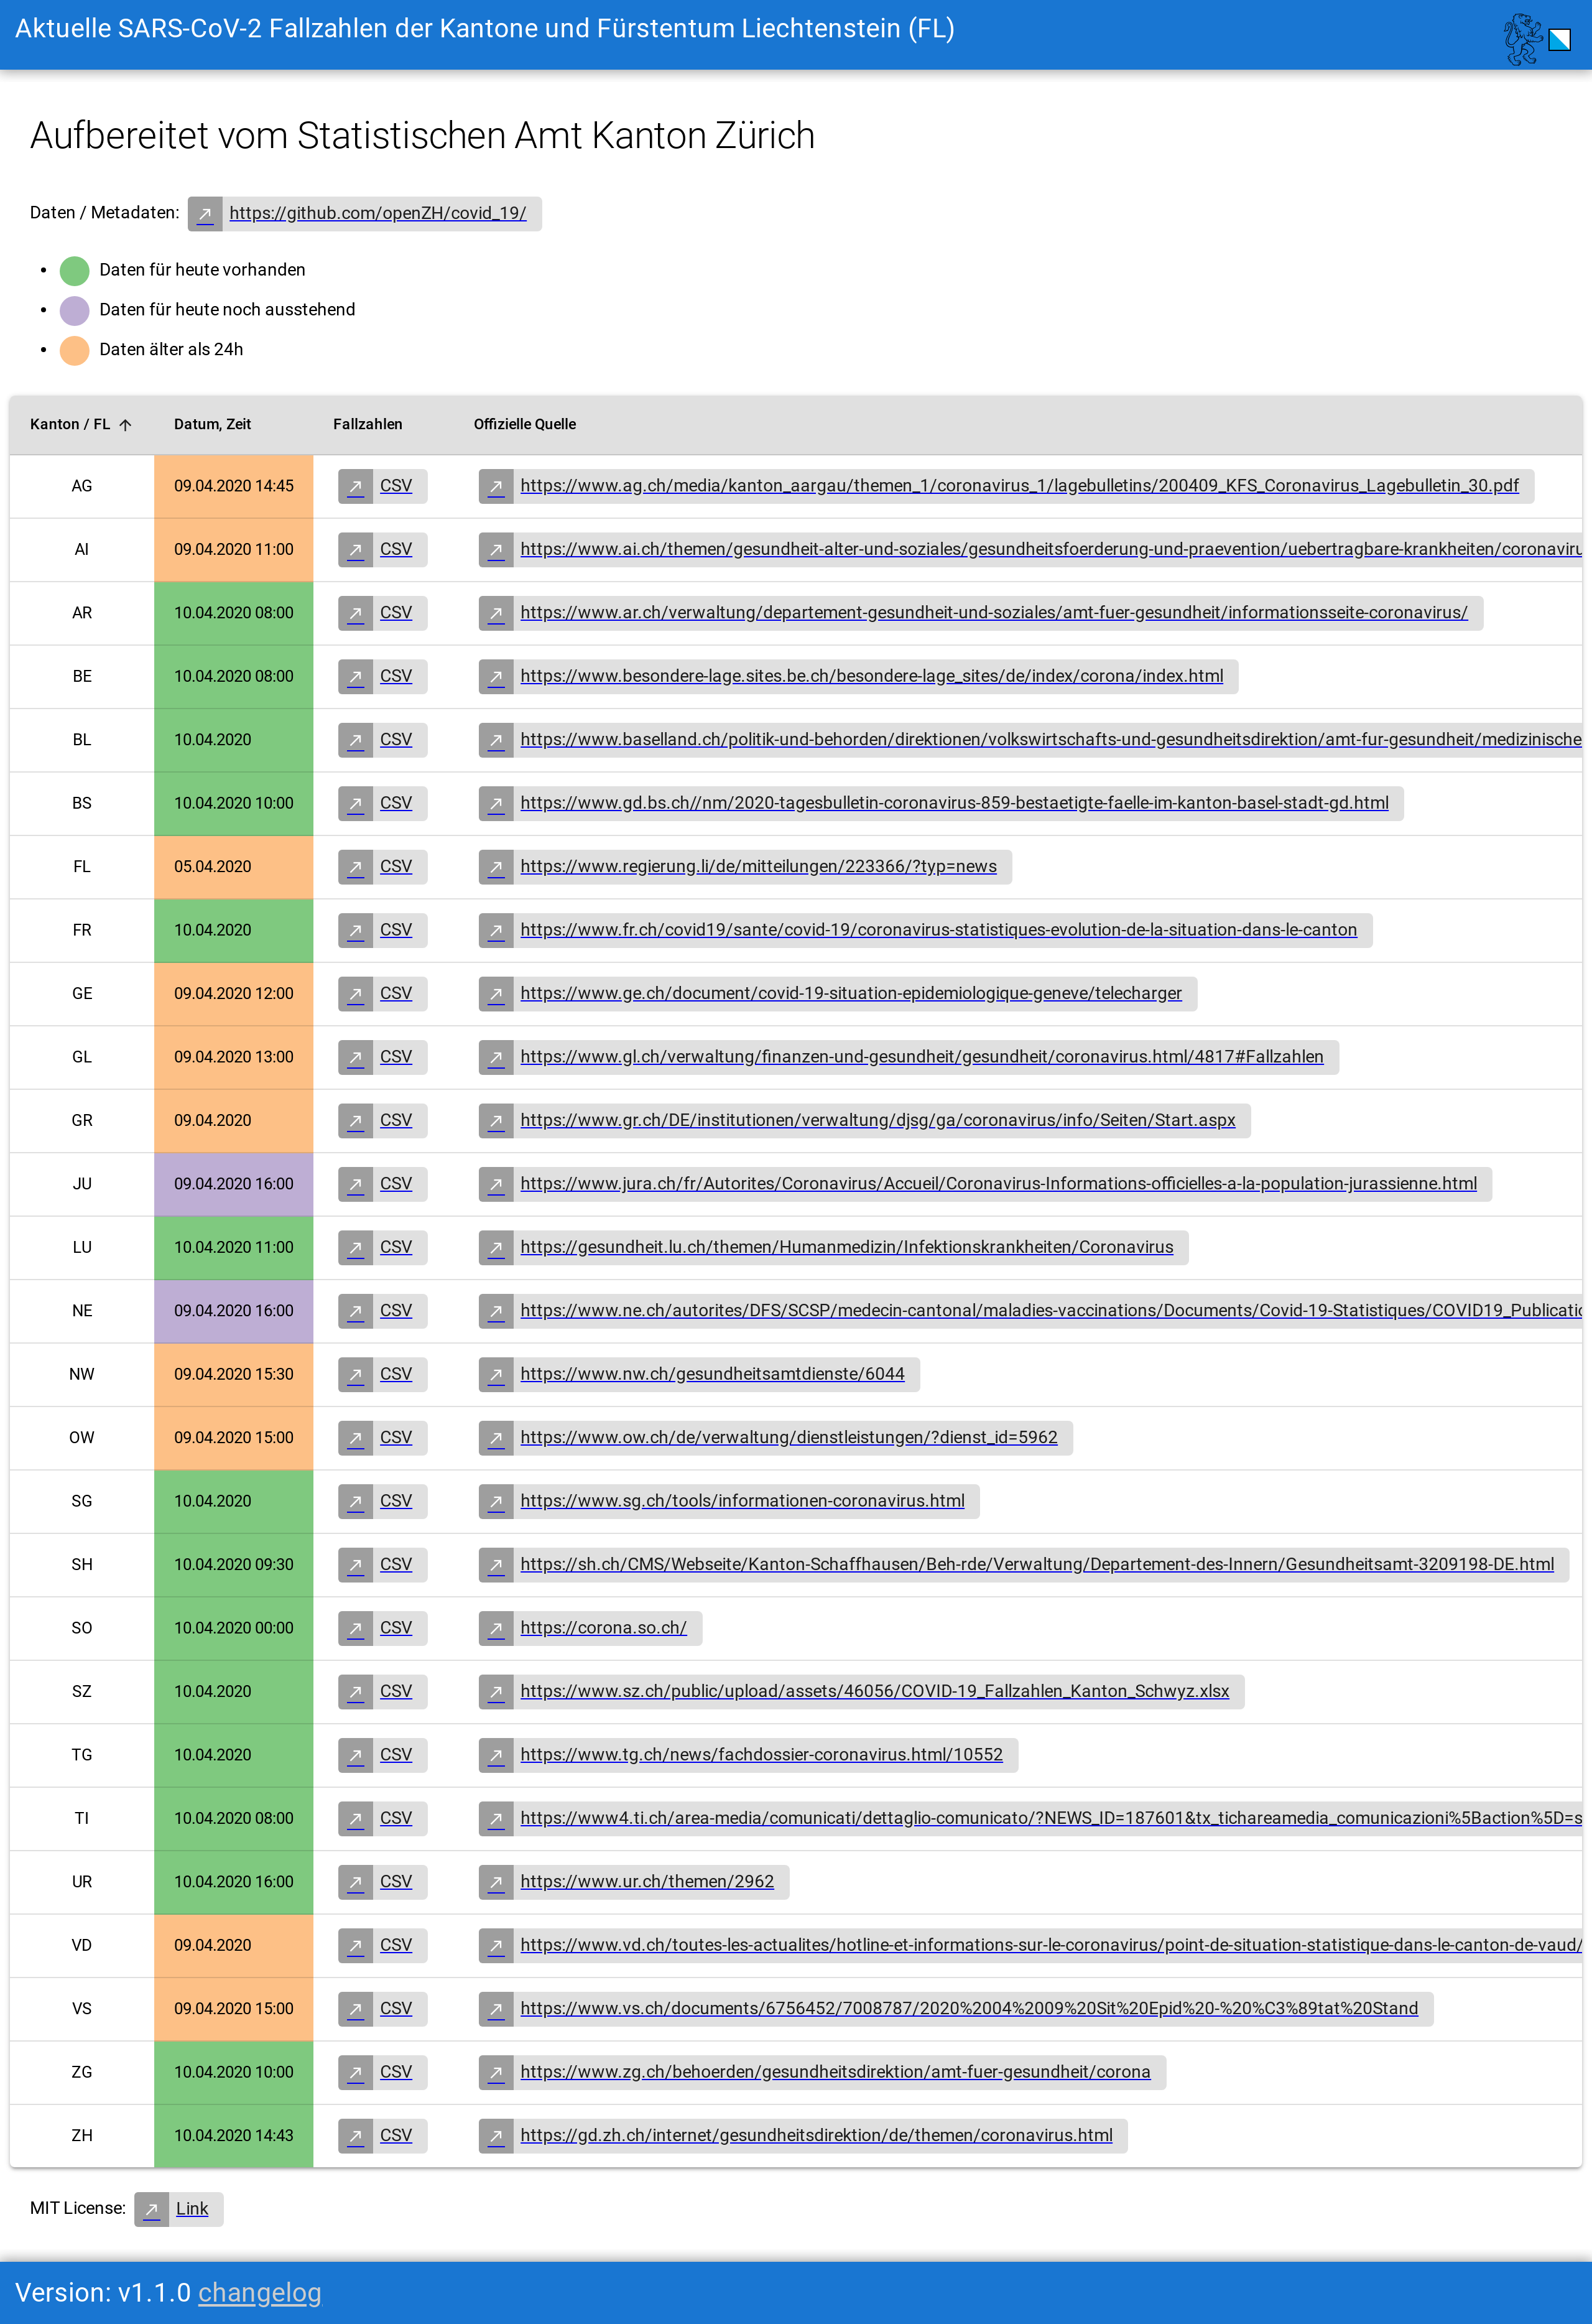 Aktuelle SARS-CoV-2 Fallzahlen der Kantone und Fürstentum Liechtenstein (FL)
Aufbereitet vom Statistischen Amt Kanton Zürich
Daten / Metadaten: https://github.com/openZH/covid_19/
Daten für heute vorhanden
Daten für heute noch ausstehend
Daten älter als 24h
Kanton / FL Datum, Zeit Fallzahlen Offizielle Quelle
AG 09.04.2020 14:45 CSV https://www.ag.ch/media/kanton_aargau/themen_1/coronavirus_1/lagebulletins/200409_KFS_Coronavirus_Lagebulletin_30.pdf
AI 09.04.2020 11:00 CSV https://www.ai.ch/themen/gesundheit-alter-und-soziales/gesundheitsfoerderung-und-praevention/uebertragbare-krankheiten/coronaviru
AR 10.04.2020 08:00 CSV https://www.ar.ch/verwaltung/departement-gesundheit-und-soziales/amt-fuer-gesundheit/informationsseite-coronavirus/
BE 10.04.2020 08:00 CSV https://www.besondere-lage.sites.be.ch/besondere-lage_sites/de/index/corona/index.html
BL 10.04.2020 CSV https://www.baselland.ch/politik-und-behorden/direktionen/volkswirtschafts-und-gesundheitsdirektion/amt-fur-gesundheit/medizinische
BS 10.04.2020 10:00 CSV https://www.gd.bs.ch//nm/2020-tagesbulletin-coronavirus-859-bestaetigte-faelle-im-kanton-basel-stadt-gd.html
FL 05.04.2020 CSV https://www.regierung.li/de/mitteilungen/223366/?typ=news
FR 10.04.2020 CSV https://www.fr.ch/covid19/sante/covid-19/coronavirus-statistiques-evolution-de-la-situation-dans-le-canton
GE 09.04.2020 12:00 CSV https://www.ge.ch/document/covid-19-situation-epidemiologique-geneve/telecharger
GL 09.04.2020 13:00 CSV https://www.gl.ch/verwaltung/finanzen-und-gesundheit/gesundheit/coronavirus.html/4817#Fallzahlen
GR 09.04.2020 CSV https://www.gr.ch/DE/institutionen/verwaltung/djsg/ga/coronavirus/info/Seiten/Start.aspx
JU 09.04.2020 16:00 CSV https://www.jura.ch/fr/Autorites/Coronavirus/Accueil/Coronavirus-Informations-officielles-a-la-population-jurassienne.html
LU 10.04.2020 11:00 CSV https://gesundheit.lu.ch/themen/Humanmedizin/Infektionskrankheiten/Coronavirus
NE 09.04.2020 16:00 CSV https://www.ne.ch/autorites/DFS/SCSP/medecin-cantonal/maladies-vaccinations/Documents/Covid-19-Statistiques/COVID19_Publicatio
NW 09.04.2020 15:30 CSV https://www.nw.ch/gesundheitsamtdienste/6044
OW 09.04.2020 15:00 CSV https://www.ow.ch/de/verwaltung/dienstleistungen/?dienst_id=5962
SG 10.04.2020 CSV https://www.sg.ch/tools/informationen-coronavirus.html
SH 10.04.2020 09:30 CSV https://sh.ch/CMS/Webseite/Kanton-Schaffhausen/Beh-rde/Verwaltung/Departement-des-Innern/Gesundheitsamt-3209198-DE.html
SO 10.04.2020 00:00 CSV https://corona.so.ch/
SZ 10.04.2020 CSV https://www.sz.ch/public/upload/assets/46056/COVID-19_Fallzahlen_Kanton_Schwyz.xlsx
TG 10.04.2020 CSV https://www.tg.ch/news/fachdossier-coronavirus.html/10552
TI 10.04.2020 08:00 CSV https://www4.ti.ch/area-media/comunicati/dettaglio-comunicato/?NEWS_ID=187601&tx_tichareamedia_comunicazioni%5Baction%5D=s
UR 10.04.2020 16:00 CSV https://www.ur.ch/themen/2962
VD 09.04.2020 CSV https://www.vd.ch/toutes-les-actualites/hotline-et-informations-sur-le-coronavirus/point-de-situation-statistique-dans-le-canton-de-vaud/
VS 09.04.2020 15:00 CSV https://www.vs.ch/documents/6756452/7008787/2020%2004%2009%20Sit%20Epid%20-%20%C3%89tat%20Stand
ZG 10.04.2020 10:00 CSV https://www.zg.ch/behoerden/gesundheitsdirektion/amt-fuer-gesundheit/corona
ZH 10.04.2020 14:43 CSV https://gd.zh.ch/internet/gesundheitsdirektion/de/themen/coronavirus.html
MIT License: Link
Version: v1.1.0 changelog